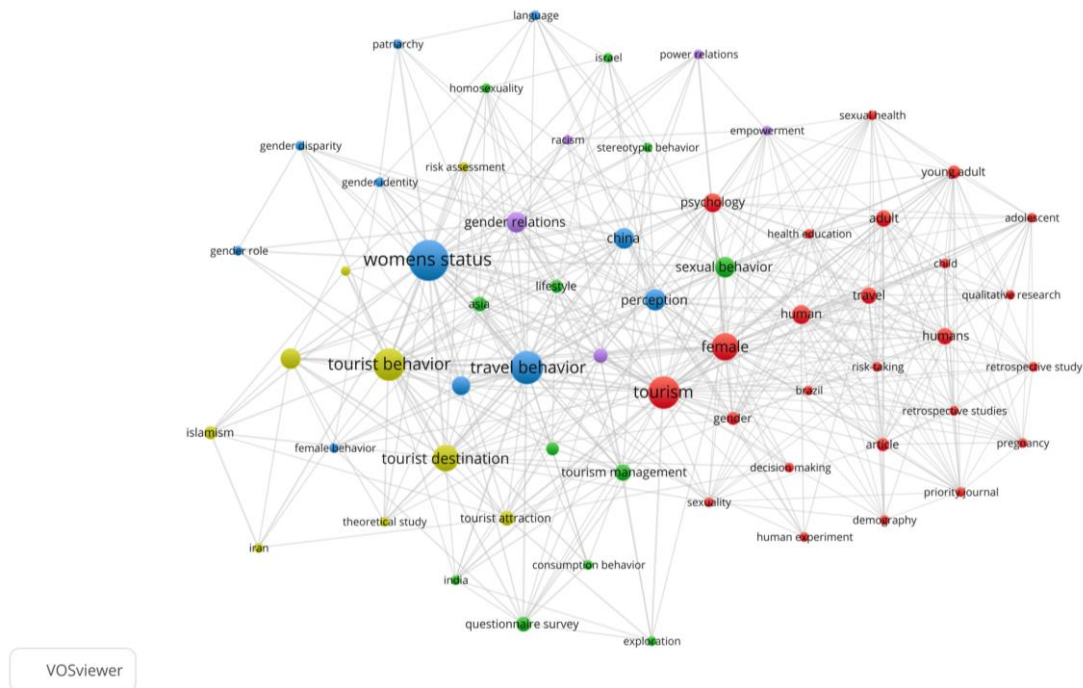 language
patriarchy
israel
power relations
homosexuality
sexual health
empowerment
racism
gender disparity
stereotypic behavior
risk assessment
young adult
gender identity
psychology
adolescent
adult
gender relations
health education
china
gender role
womens status
child
sexual behavior
lifestyle
travel
qualitative research
perception
asia
human
humans
female
tourist behavior
travel behavior
risk-taking
retrospective study
tourism
brazil
retrospective studies
gender
islamism
pregnancy
article
female behavior
tourist destination
decision making
tourism management
priority journal
sexuality
tourist attraction
demography
theoretical study
human experiment
iran
consumption behavior
india
questionnaire survey
exploration
VOSviewer